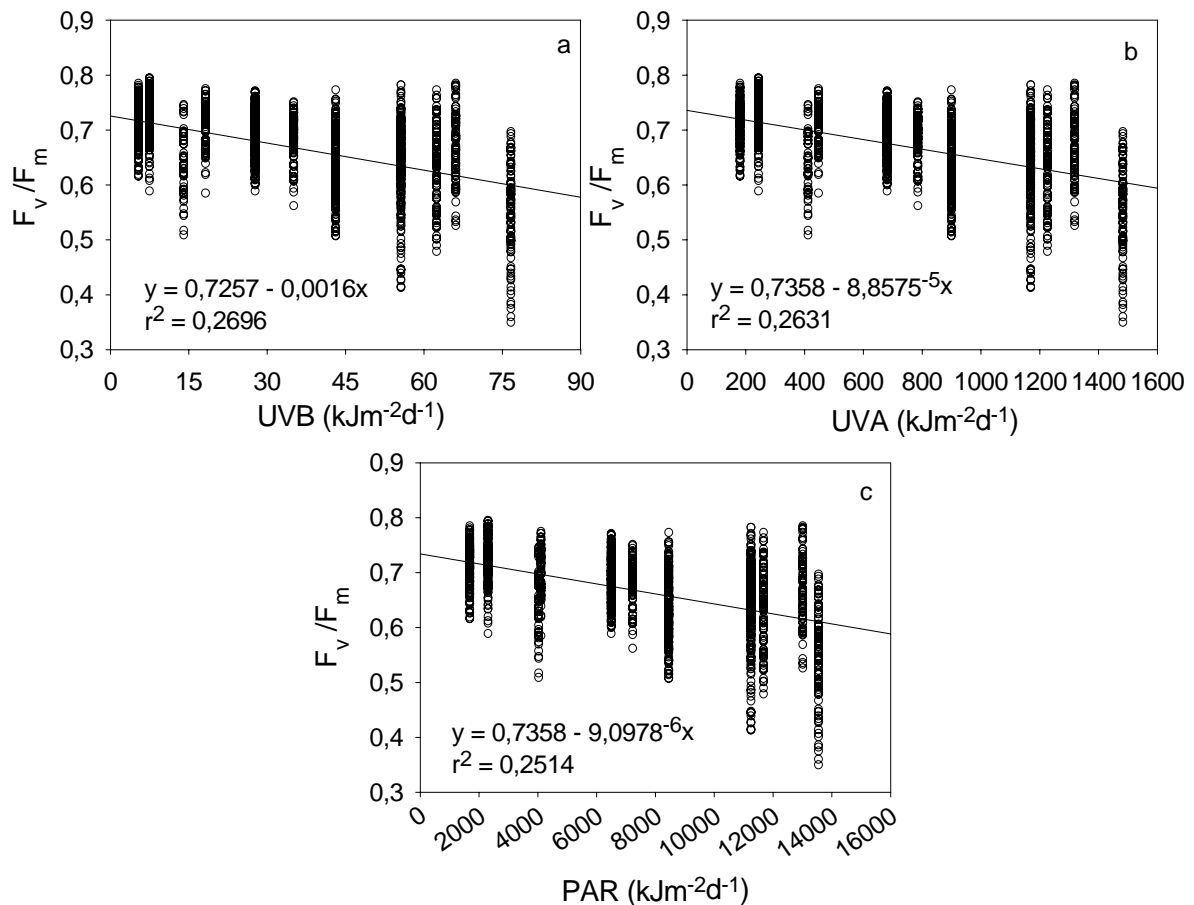 a
0,9
0,8
0,7
0,6
0,5
0,4
0,3
F_v/F_m
y = 0,7257 - 0,0016x
r² = 0,2696
0 15 30 45 60 75 90
UVB (kJm⁻²d⁻¹)
b
0,9
0,8
0,7
0,6
0,5
0,4
0,3
F_v/F_m
y = 0,7358 - 8,8575⁻⁵x
r² = 0,2631
0 200 400 600 800 1000 1200 1400 1600
UVA (kJm⁻²d⁻¹)
c
0,9
0,8
0,7
0,6
0,5
0,4
0,3
F_v/F_m
y = 0,7358 - 9,0978⁻⁶x
r² = 0,2514
0 2000 4000 6000 8000 10000 12000 14000 16000
PAR (kJm⁻²d⁻¹)